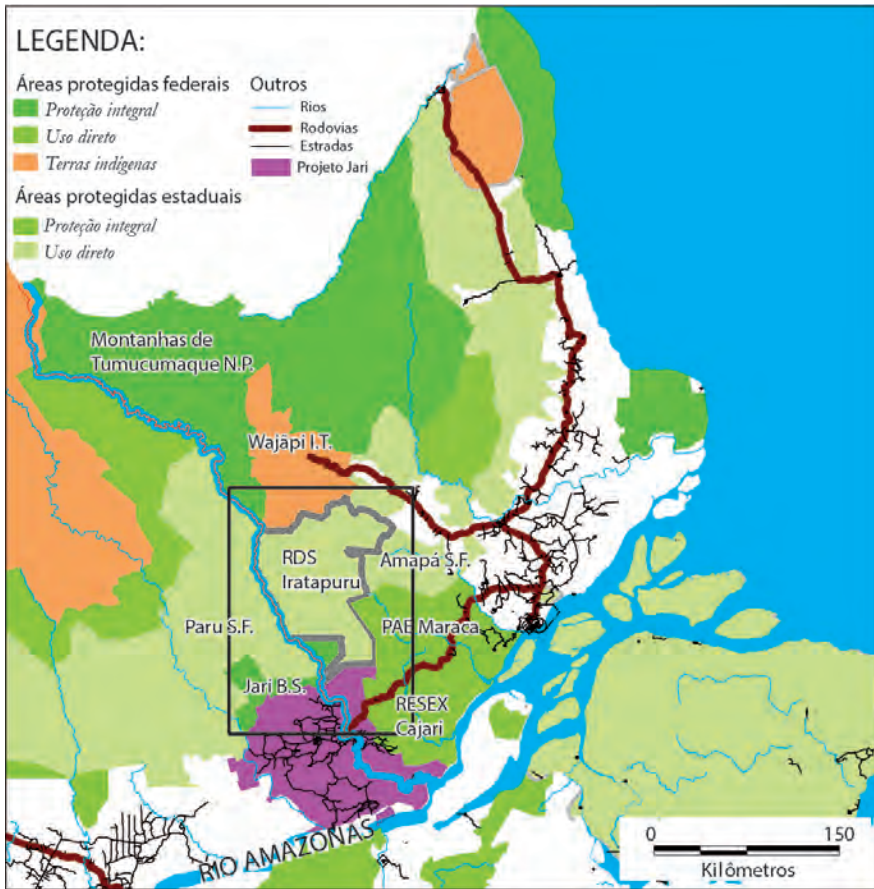 LEGENDA:
Áreas protegidas federais
Proteção integral
Uso direto
Terras indígenas
Áreas protegidas estaduais
Proteção integral
Uso direto
Outros
Rios
Rodovias
Estradas
Projeto Jari
Montanhas de
Tumucumaque N.P.
Wajãpi I.T.
RDS
Iratapuru
Amapá S.F.
Paru S.F.
PAE Maraca
Jari B.S.
RESEX
Cajari
RIO AMAZONAS
0 150
Kilômetros